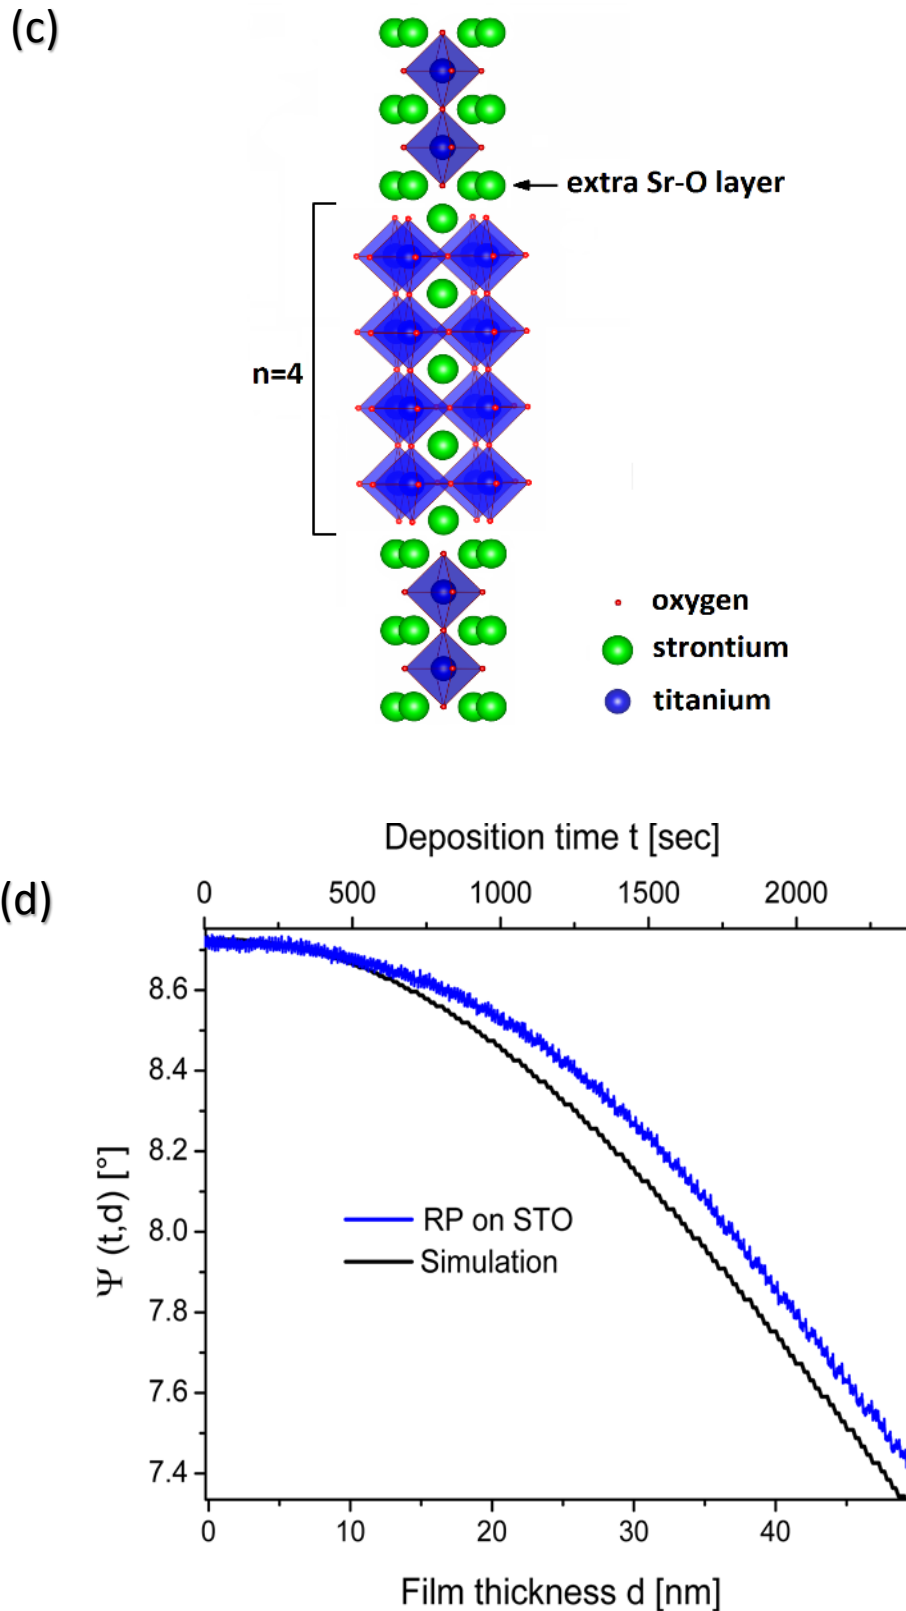 (c)
extra Sr-O layer
n=4
oxygen
strontium
titanium
Deposition time t [sec]
(d)
0 500 1000 1500 2000
8.6
8.4
8.2
8.0
7.8
7.6
7.4
Ψ (t,d) [°]
RP on STO
Simulation
0 10 20 30 40
Film thickness d [nm]